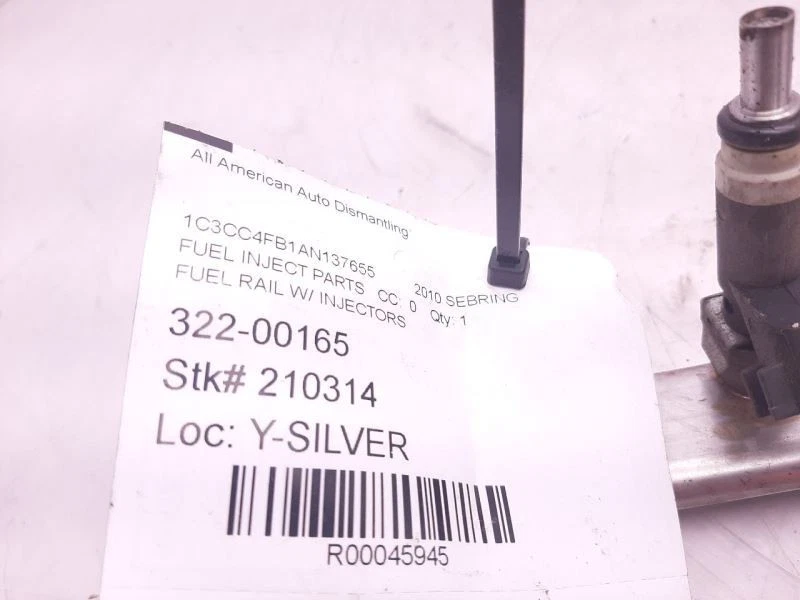 All American Auto Dismantling
1C3CC4FB1AN137655 2010 SEBRING
FUEL INJECT PARTS CC: 0 Qty: 1
FUEL RAIL W/ INJECTORS
322-00165
Stk# 210314
Loc: Y-SILVER
R00045945